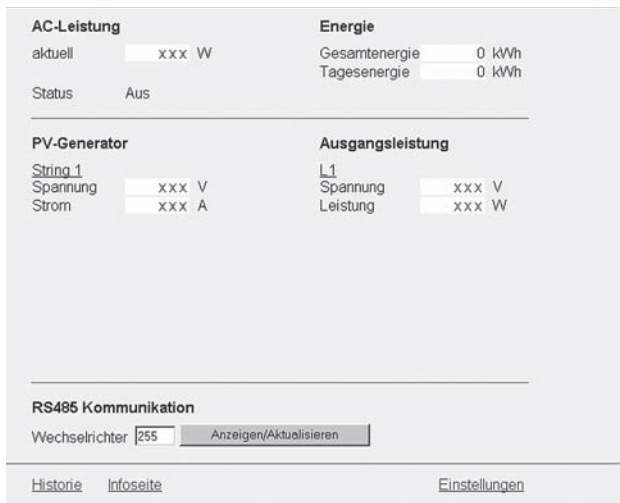 AC-Leistung
aktuell xxx W
Status Aus
Energie
Gesamtenergie 0 kWh
Tagesenergie 0 kWh
PV-Generator
String 1
Spannung xxx V
Strom xxx A
Ausgangsleistung
L1
Spannung xxx V
Leistung xxx W
RS485 Kommunikation
Wechselrichter 255 Anzeigen/Aktualisieren
Historie Infoseite Einstellungen